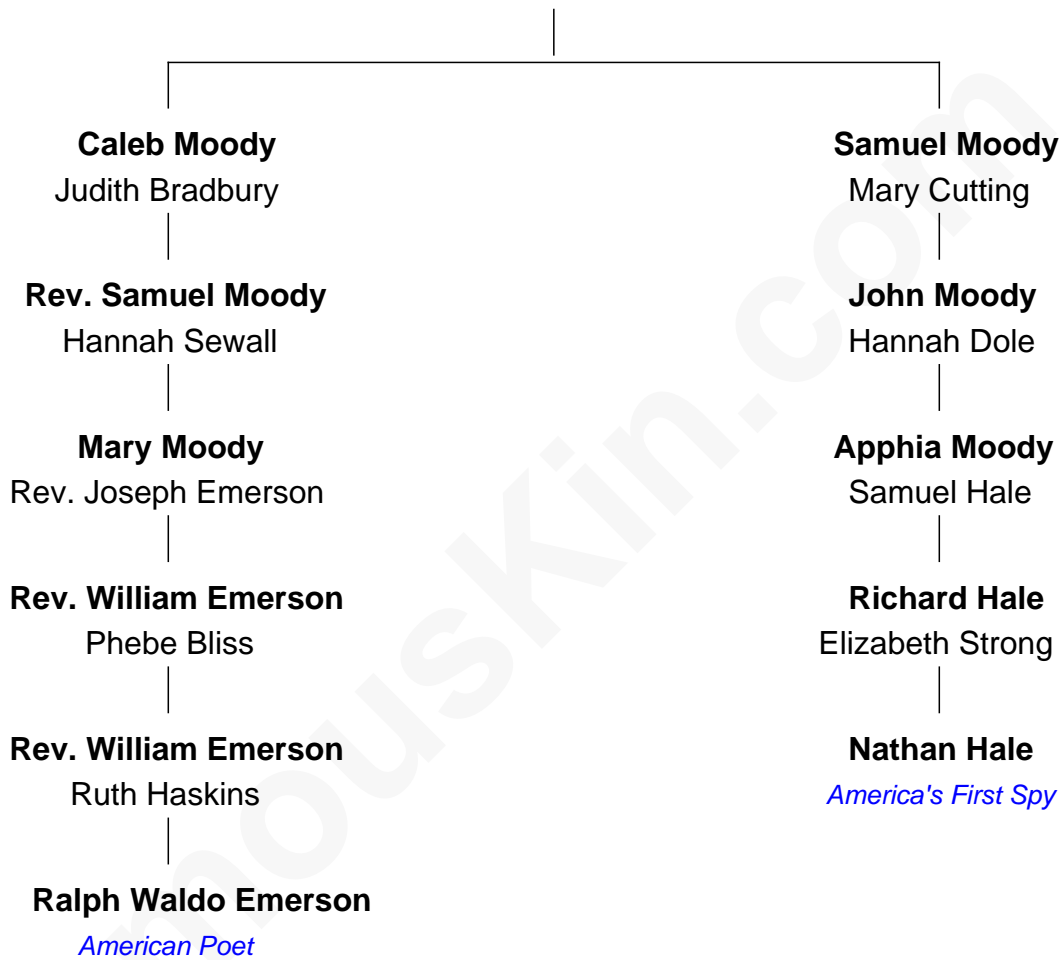 Caleb Moody
Judith Bradbury
Rev. Samuel Moody
Hannah Sewall
Mary Moody
Rev. Joseph Emerson
Rev. William Emerson
Phebe Bliss
Rev. William Emerson
Ruth Haskins
Ralph Waldo Emerson
American Poet
Samuel Moody
Mary Cutting
John Moody
Hannah Dole
Apphia Moody
Samuel Hale
Richard Hale
Elizabeth Strong
Nathan Hale
America's First Spy
mousKin.com